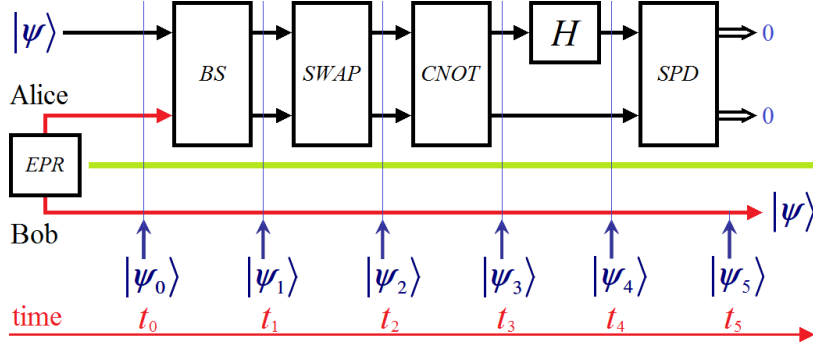 |ψ⟩ BS SWAP CNOT H SPD 0
Alice 0
EPR
Bob |ψ⟩
|ψ₀⟩ |ψ₁⟩ |ψ₂⟩ |ψ₃⟩ |ψ₄⟩ |ψ₅⟩
time t₀ t₁ t₂ t₃ t₄ t₅